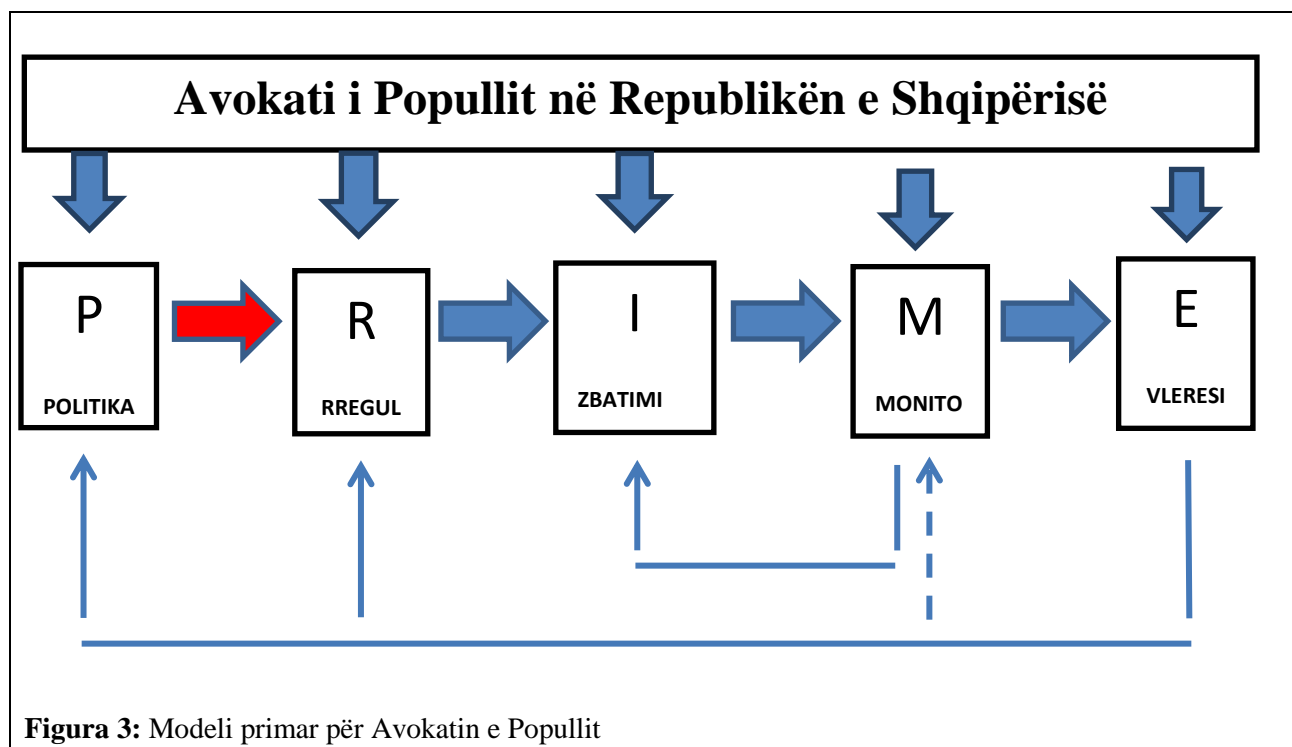 Avokati i Popullit në Republikën e Shqipërisë
P
POLITIKA
R
RREGUL
I
ZBATIMI
M
MONITO
E
VLERESI
Figura 3: Modeli primar për Avokatin e Popullit